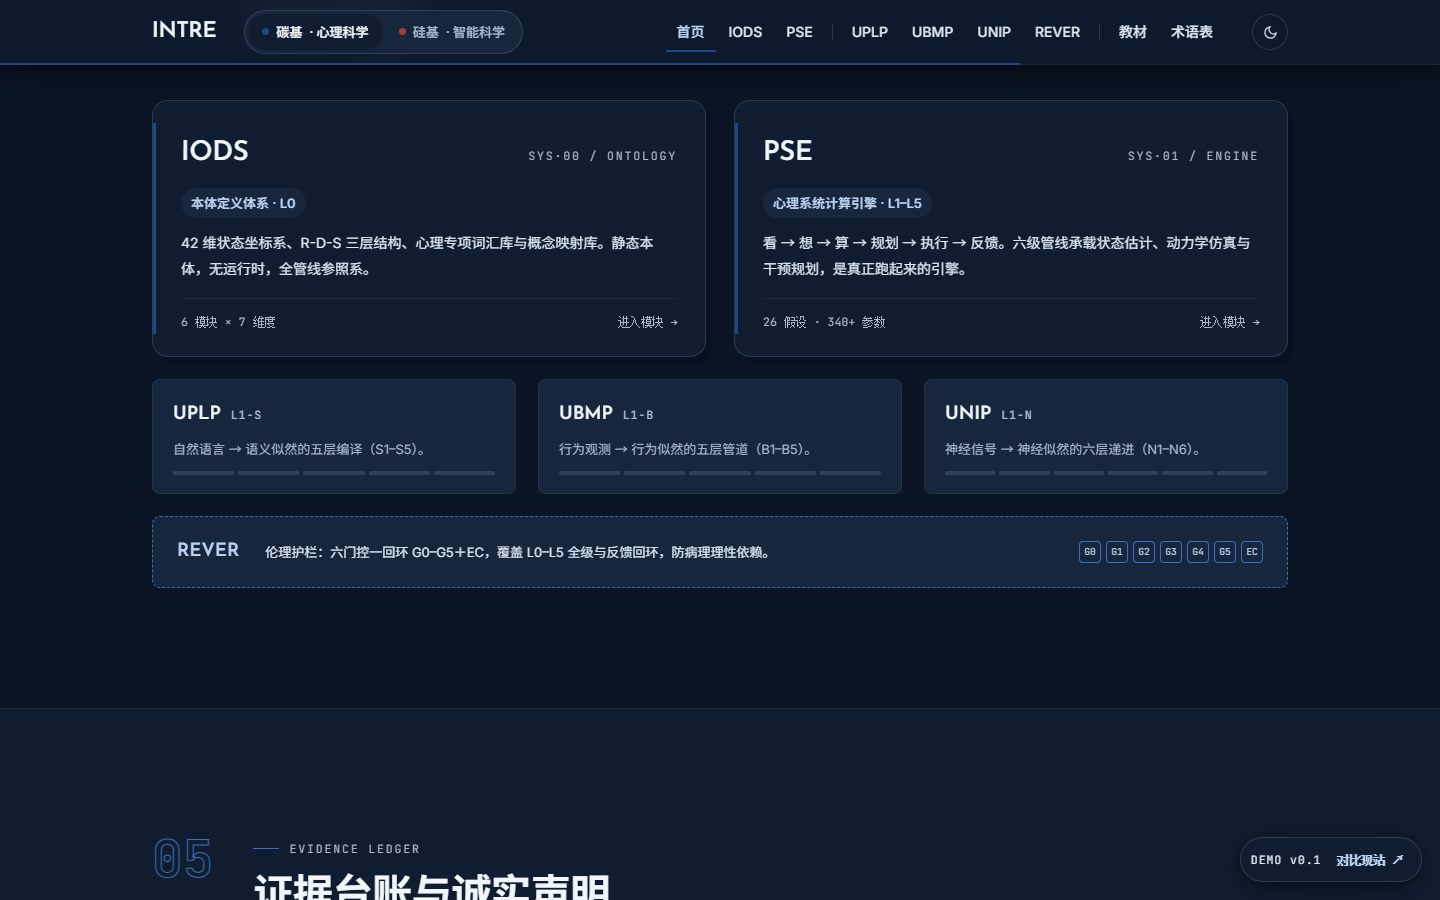 INTRE
碳基 · 心理科学
硅基 · 智能科学
首页
IODS
PSE
UPLP
UBMP
UNIP
REVER
教材
术语表
IODS
SYS·00 / ONTOLOGY
本体定义体系 · L0
42 维状态坐标系、R-D-S 三层结构、心理专项词汇库与概念映射库。静态本
体，无运行时，全管线参照系。
6 模块 × 7 维度
进入模块 →
PSE
SYS·01 / ENGINE
心理系统计算引擎 · L1–L5
看 → 想 → 算 → 规划 → 执行 → 反馈。六级管线承载状态估计、动力学仿真与
干预规划，是真正跑起来的引擎。
26 假设 · 340+ 参数
进入模块 →
UPLP L1-S
自然语言 → 语义似然的五层编译（S1–S5）。
UBMP L1-B
行为观测 → 行为似然的五层管道（B1–B5）。
UNIP L1-N
神经信号 → 神经似然的六层递进（N1–N6）。
REVER
伦理护栏：六门控一回环 G0–G5＋EC，覆盖 L0–L5 全级与反馈回环，防病理理性依赖。
G0 G1 G2 G3 G4 G5 EC
05
EVIDENCE LEDGER
证据台账与诚实声明
DEMO v0.1 对比现站 ↗